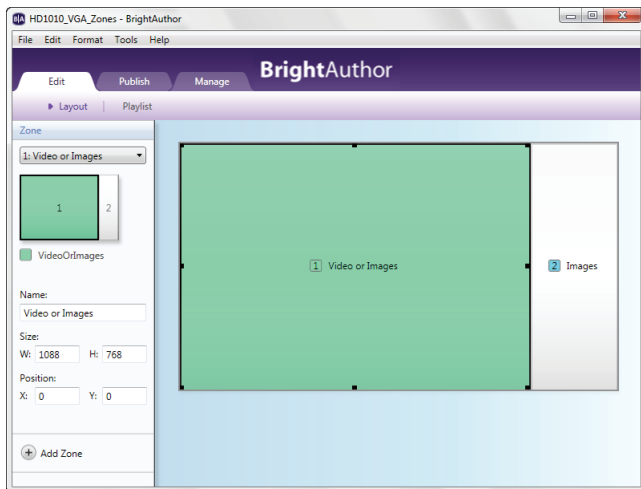 B|A HD1010_VGA_Zones - BrightAuthor
File Edit Format Tools Help
BrightAuthor
Edit Publish Manage
Layout Playlist
Zone
1: Video or Images
1 2
VideoOrImages
1 Video or Images
2 Images
Name:
Video or Images
Size:
W: 1088 H: 768
Position:
X: 0 Y: 0
Add Zone